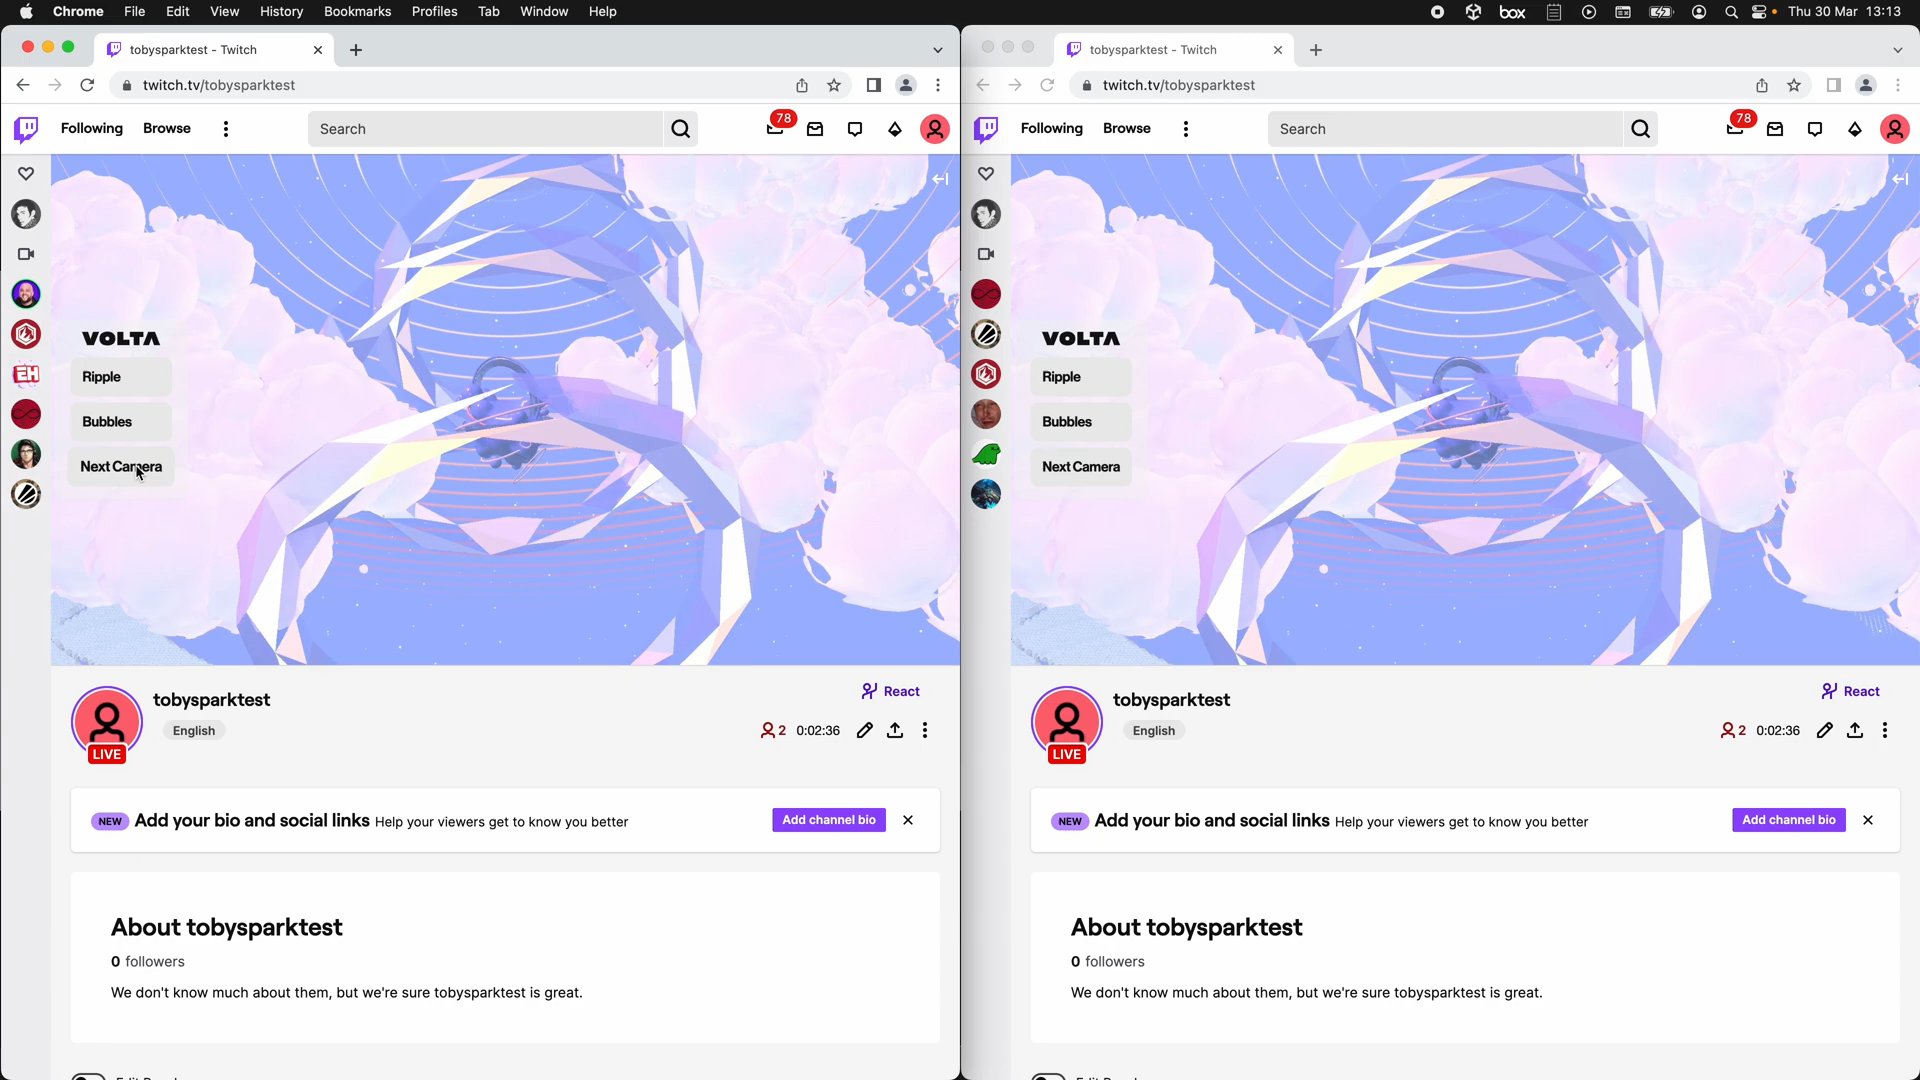 Chrome File Edit View History Bookmarks Profiles Tab Window Help box Thu 30 Mar 13:13
tobysparktest - Twitch
twitch.tv/tobysparktest
Following Browse Search 78
VOLTA
Ripple
Bubbles
Next Camera
tobysparktest
React
English
2 0:02:36
LIVE
NEW Add your bio and social links Help your viewers get to know you better Add channel bio
About tobysparktest
0 followers
We don't know much about them, but we're sure tobysparktest is great.
tobysparktest - Twitch
twitch.tv/tobysparktest
Following Browse Search 78
VOLTA
Ripple
Bubbles
Next Camera
tobysparktest
React
English
2 0:02:36
LIVE
NEW Add your bio and social links Help your viewers get to know you better Add channel bio
About tobysparktest
0 followers
We don't know much about them, but we're sure tobysparktest is great.